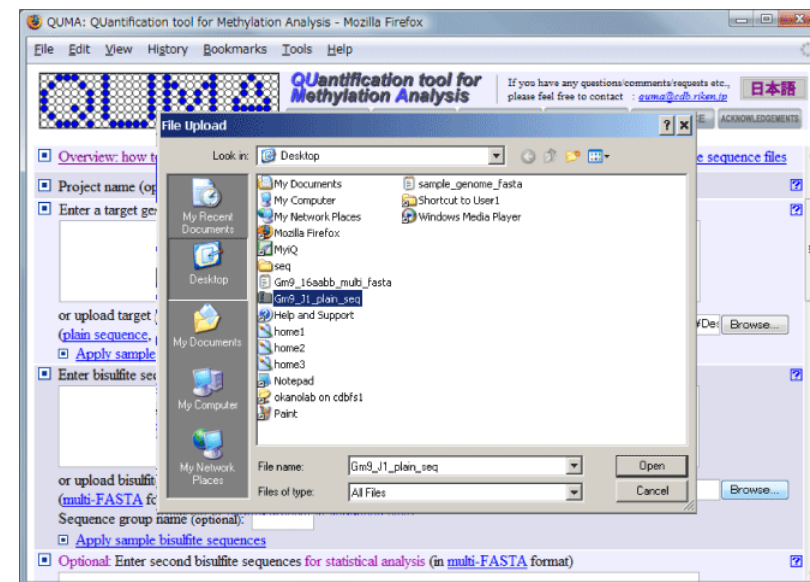 QUMA: QUantification tool for Methylation Analysis - Mozilla Firefox
File Edit View History Bookmarks Tools Help
QUMA
QUantification tool for
Methylation Analysis
If you have any questions/comments/requests etc.,
please feel free to contact : quma@cdb.riken.jp
日本語
ACKNOWLEDGEMENTS
File Upload
Overview: how
e sequence files
Project name (op
Enter a target ge
or upload target
(plain sequence,
Browse...
Apply sample
Enter bisulfite se
or upload bisulfit
(multi-FASTA fo
Browse...
Sequence group name (optional):
Apply sample bisulfite sequences
Optional: Enter second bisulfite sequences for statistical analysis (in multi-FASTA format)
Look in: Desktop
My Recent
Documents
Desktop
My Documents
My Computer
My Network
Places
My Documents
My Computer
My Network Places
Mozilla Firefox
MyiQ
seq
Gm9_16aabb_multi_fasta
Gm9_J1_plain_seq
Help and Support
home1
home2
home3
Notepad
okanolab on cdbfs1
Paint
sample_genome_fasta
Shortcut to User1
Windows Media Player
File name: Gm9_J1_plain_seq Open
Files of type: All Files Cancel